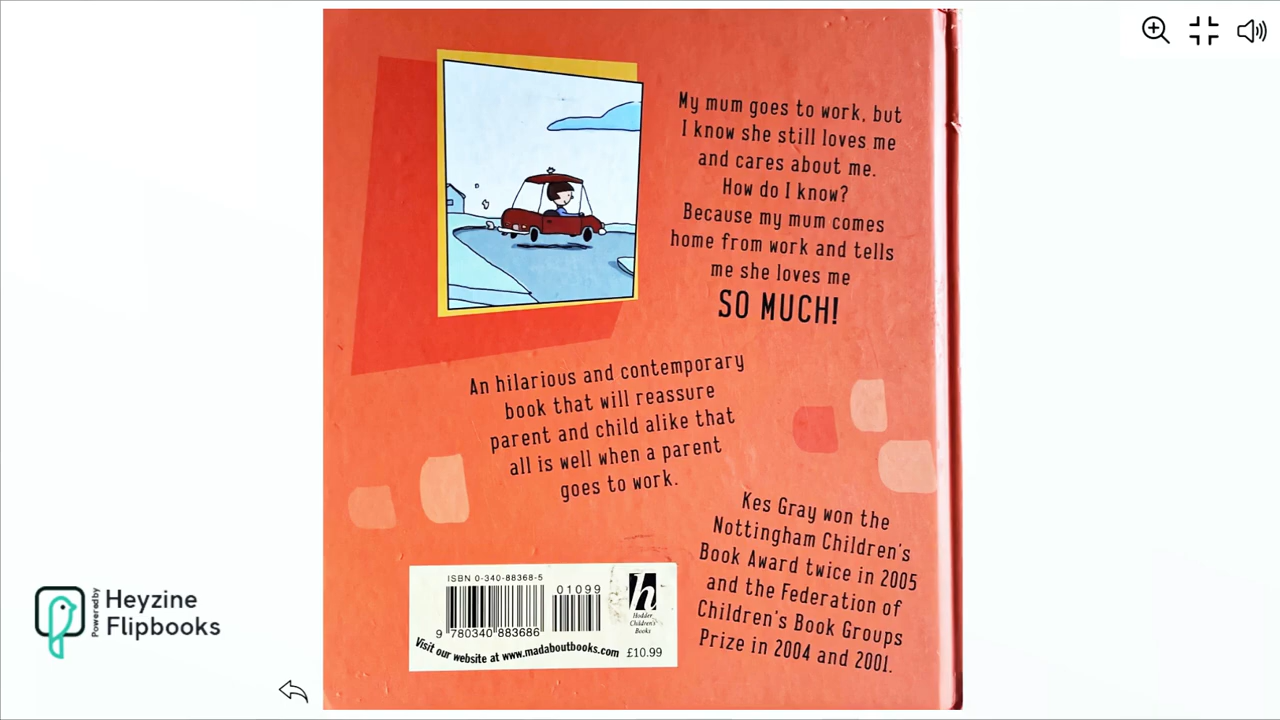 My mum goes to work, but
I know she still loves me
and cares about me.
How do I know?
Because my mum comes
home from work and tells
me she loves me
SO MUCH!
An hilarious and contemporary
book that will reassure
parent and child alike that
all is well when a parent
goes to work.
Kes Gray won the
Nottingham Children's
Book Award twice in 2005
and the Federation of
Children's Book Groups
Prize in 2004 and 2001.
ISBN 0-340-88368-5
01099
9 780340 883686
h
Hodder
Children's
Books
Visit our website at www.madaboutbooks.com £10.99
Powered by
Heyzine
Flipbooks